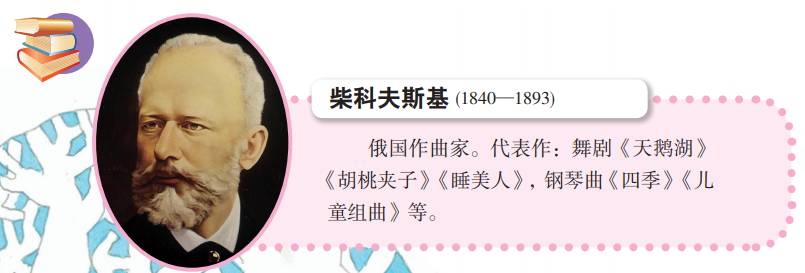 柴科夫斯基 (1840—1893)
俄国作曲家。代表作：舞剧《天鹅湖》
《胡桃夹子》《睡美人》，钢琴曲《四季》《儿
童组曲》等。